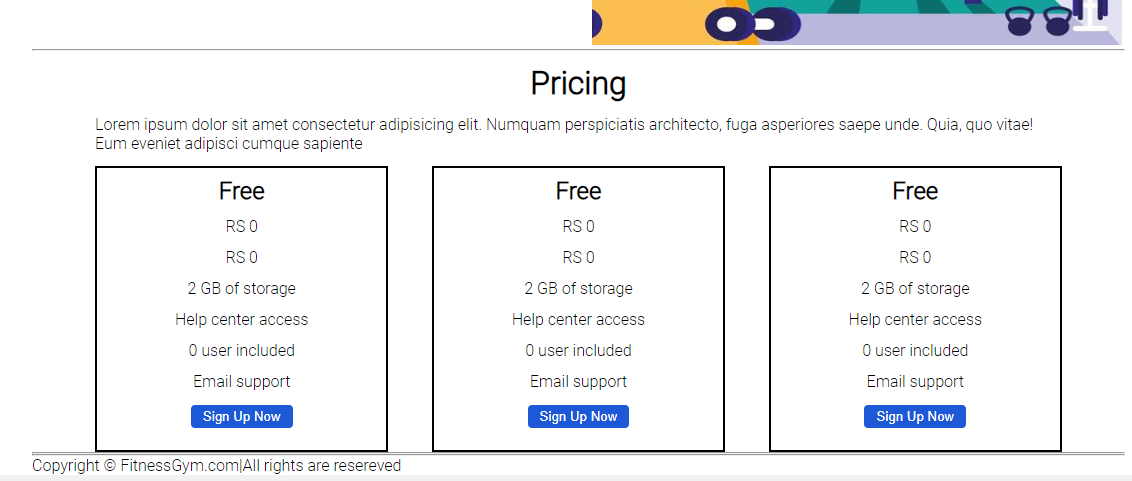 Pricing
Lorem ipsum dolor sit amet consectetur adipisicing elit. Numquam perspiciatis architecto, fuga asperiores saepe unde. Quia, quo vitae!
Eum eveniet adipisci cumque sapiente
Free
RS 0
RS 0
2 GB of storage
Help center access
0 user included
Email support
Sign Up Now
Free
RS 0
RS 0
2 GB of storage
Help center access
0 user included
Email support
Sign Up Now
Free
RS 0
RS 0
2 GB of storage
Help center access
0 user included
Email support
Sign Up Now
Copyright © FitnessGym.com|All rights are resereved